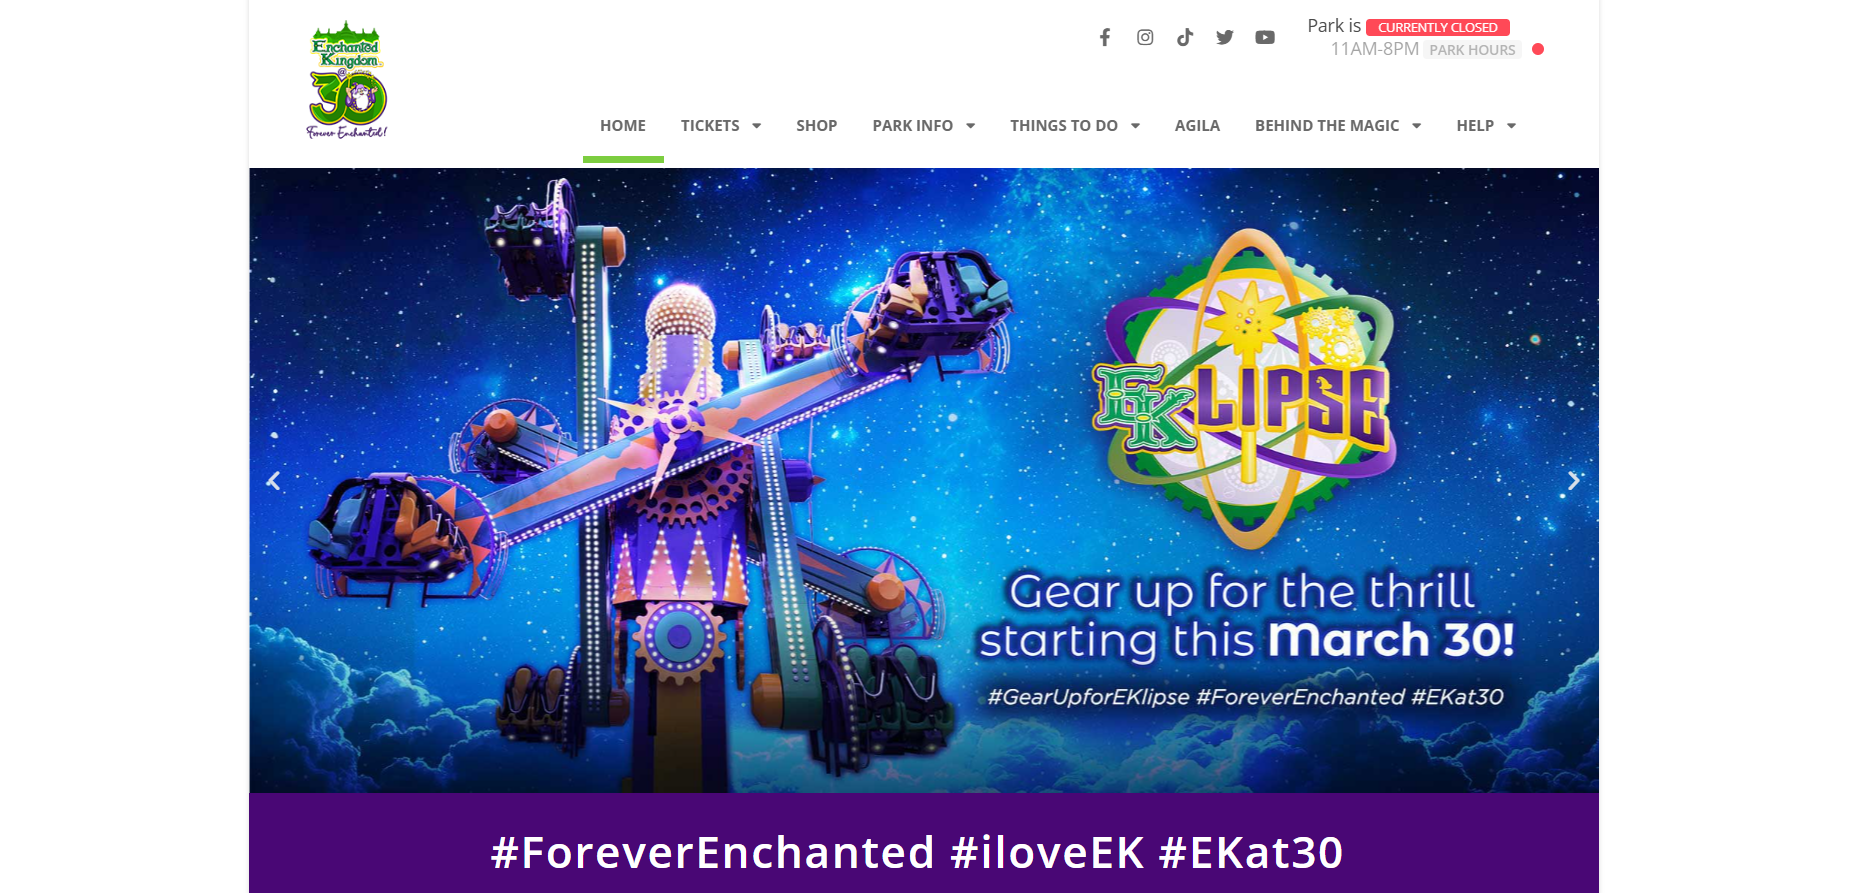 Enchanted
Kingdom
@
30
Forever Enchanted!
Park is CURRENTLY CLOSED
11AM-8PM PARK HOURS
HOME TICKETS SHOP PARK INFO THINGS TO DO AGILA BEHIND THE MAGIC HELP
EKLIPSE
Gear up for the thrill
starting this March 30!
#GearUpforEKlipse #ForeverEnchanted #EKat30
#ForeverEnchanted #iloveEK #EKat30